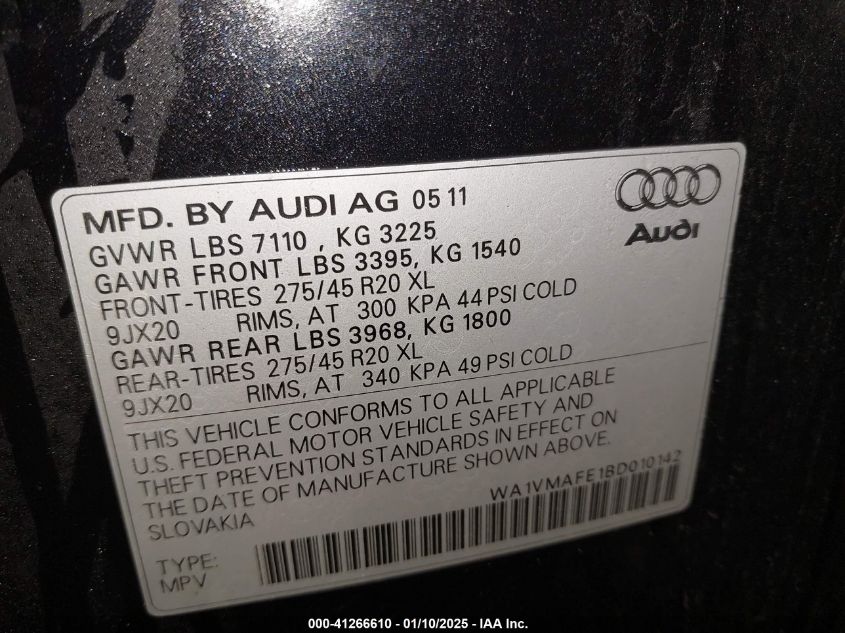 MFD. BY AUDI AG 05 11
Audi
GVWR LBS 7110 , KG 3225
GAWR FRONT LBS 3395, KG 1540
FRONT-TIRES 275/45 R20 XL
9JX20 RIMS, AT 300 KPA 44 PSI COLD
GAWR REAR LBS 3968, KG 1800
REAR-TIRES 275/45 R20 XL
9JX20 RIMS, AT 340 KPA 49 PSI COLD
THIS VEHICLE CONFORMS TO ALL APPLICABLE
U.S. FEDERAL MOTOR VEHICLE SAFETY AND
THEFT PREVENTION STANDARDS IN EFFECT ON
THE DATE OF MANUFACTURE SHOWN ABOVE.
SLOVAKIA
WA1VMAFE1BD010142
TYPE:
MPV
000-41266610 - 01/10/2025 - IAA Inc.